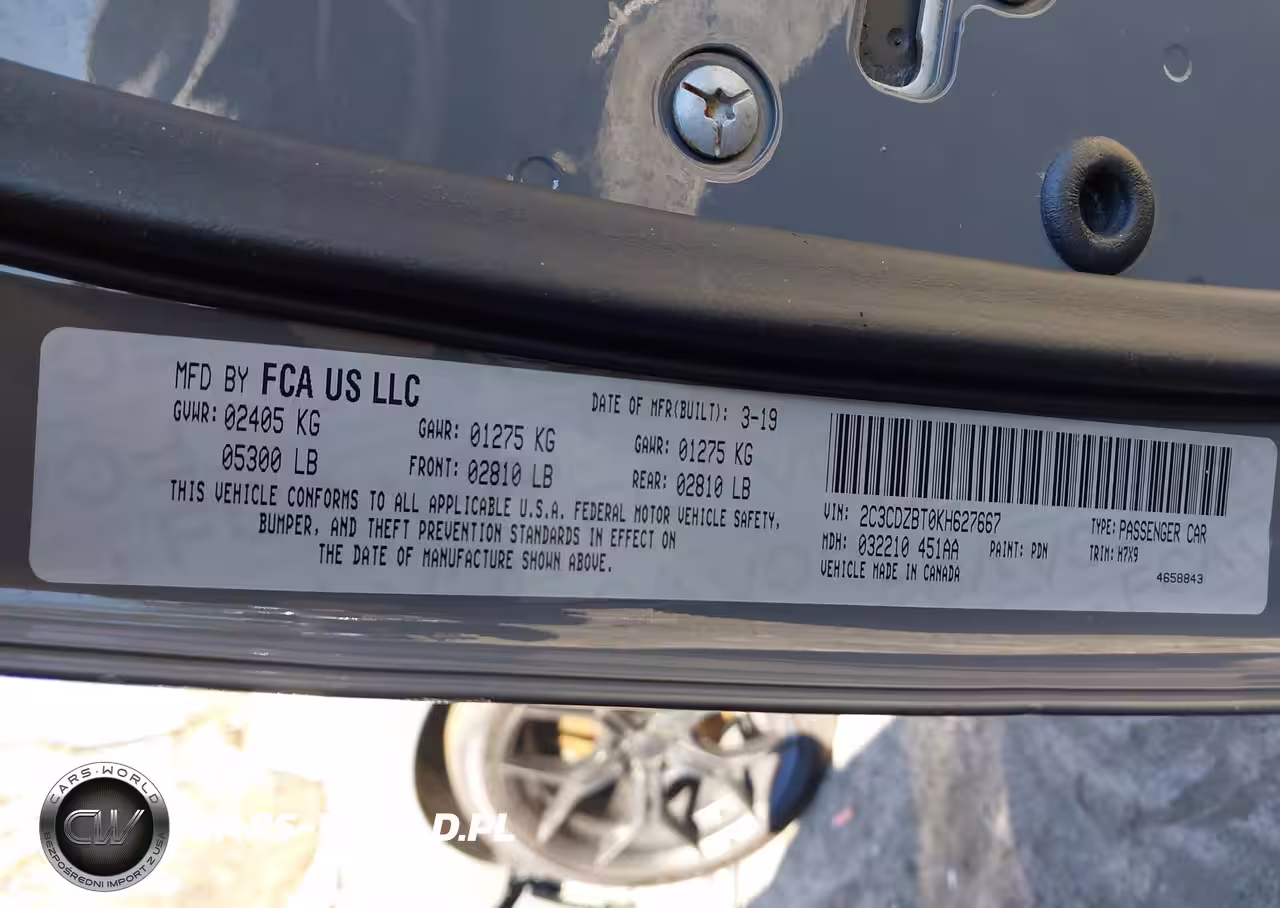 MFD BY FCA US LLC
DATE OF MFR(BUILT): 3-19
GVWR: 02405 KG
05300 LB
GAWR: 01275 KG
FRONT: 02810 LB
GAWR: 01275 KG
REAR: 02810 LB
THIS VEHICLE CONFORMS TO ALL APPLICABLE U.S.A. FEDERAL MOTOR VEHICLE SAFETY,
BUMPER, AND THEFT PREVENTION STANDARDS IN EFFECT ON
THE DATE OF MANUFACTURE SHOWN ABOVE.
VIN: 2C3CDZBT0KH627667
TYPE: PASSENGER CAR
MDH: 032210 451AA
PAINT: PDN
TRIM: H7X9
VEHICLE MADE IN CANADA
4658843
CARS-WORLD
CW
BEZPOŚREDNI IMPORT Z USA